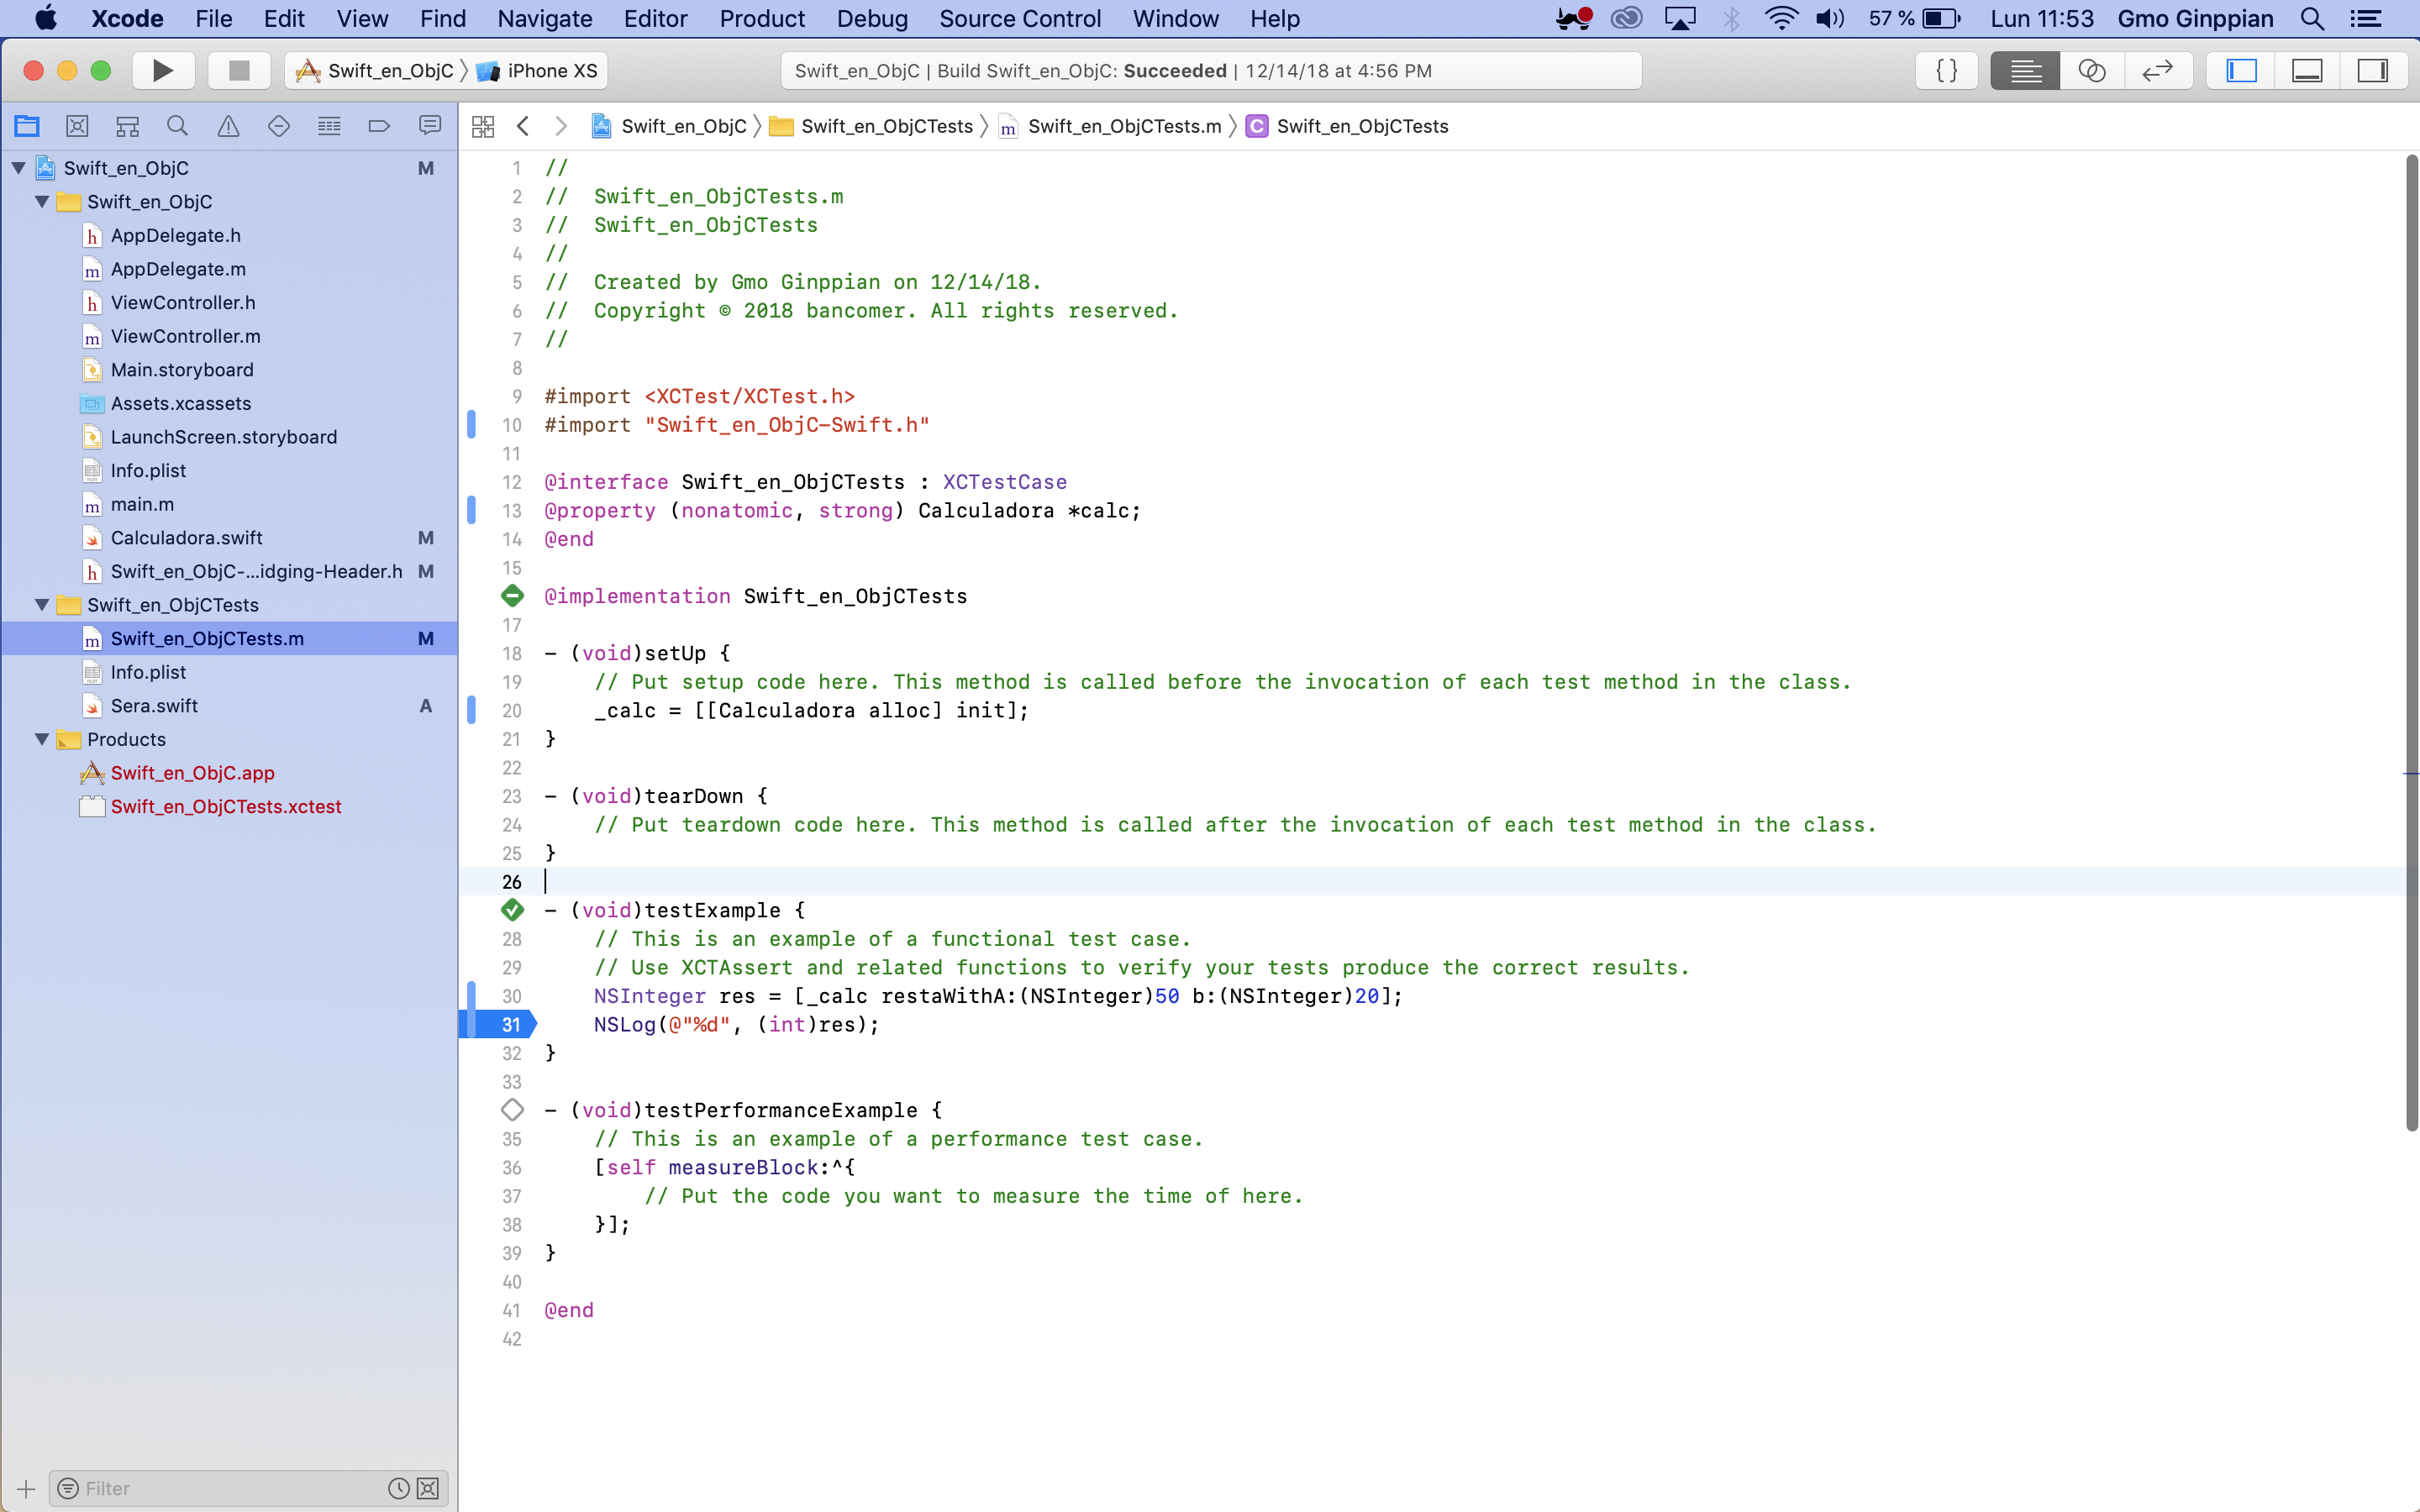 Xcode File Edit View Find Navigate Editor Product Debug Source Control Window Help 57 % Lun 11:53 Gmo Ginppian
Swift_en_ObjC iPhone XS Swift_en_ObjC | Build Swift_en_ObjC: Succeeded | 12/14/18 at 4:56 PM { }
Swift_en_ObjC Swift_en_ObjCTests m Swift_en_ObjCTests.m C Swift_en_ObjCTests
Swift_en_ObjC M
Swift_en_ObjC
h AppDelegate.h
m AppDelegate.m
h ViewController.h
m ViewController.m
Main.storyboard
Assets.xcassets
LaunchScreen.storyboard
Info.plist
m main.m
Calculadora.swift M
h Swift_en_ObjC-...idging-Header.h M
Swift_en_ObjCTests
m Swift_en_ObjCTests.m M
Info.plist
Sera.swift A
Products
Swift_en_ObjC.app
Swift_en_ObjCTests.xctest
Filter
1 //
2 //  Swift_en_ObjCTests.m
3 //  Swift_en_ObjCTests
4 //
5 //  Created by Gmo Ginppian on 12/14/18.
6 //  Copyright © 2018 bancomer. All rights reserved.
7 //
8
9 #import <XCTest/XCTest.h>
10 #import "Swift_en_ObjC-Swift.h"
11
12 @interface Swift_en_ObjCTests : XCTestCase
13 @property (nonatomic, strong) Calculadora *calc;
14 @end
15
@implementation Swift_en_ObjCTests
17
18 - (void)setUp {
19     // Put setup code here. This method is called before the invocation of each test method in the class.
20     _calc = [[Calculadora alloc] init];
21 }
22
23 - (void)tearDown {
24     // Put teardown code here. This method is called after the invocation of each test method in the class.
25 }
26
- (void)testExample {
28     // This is an example of a functional test case.
29     // Use XCTAssert and related functions to verify your tests produce the correct results.
30     NSInteger res = [_calc restaWithA:(NSInteger)50 b:(NSInteger)20];
31     NSLog(@"%d", (int)res);
32 }
33
- (void)testPerformanceExample {
35     // This is an example of a performance test case.
36     [self measureBlock:^{
37         // Put the code you want to measure the time of here.
38     }];
39 }
40
41 @end
42